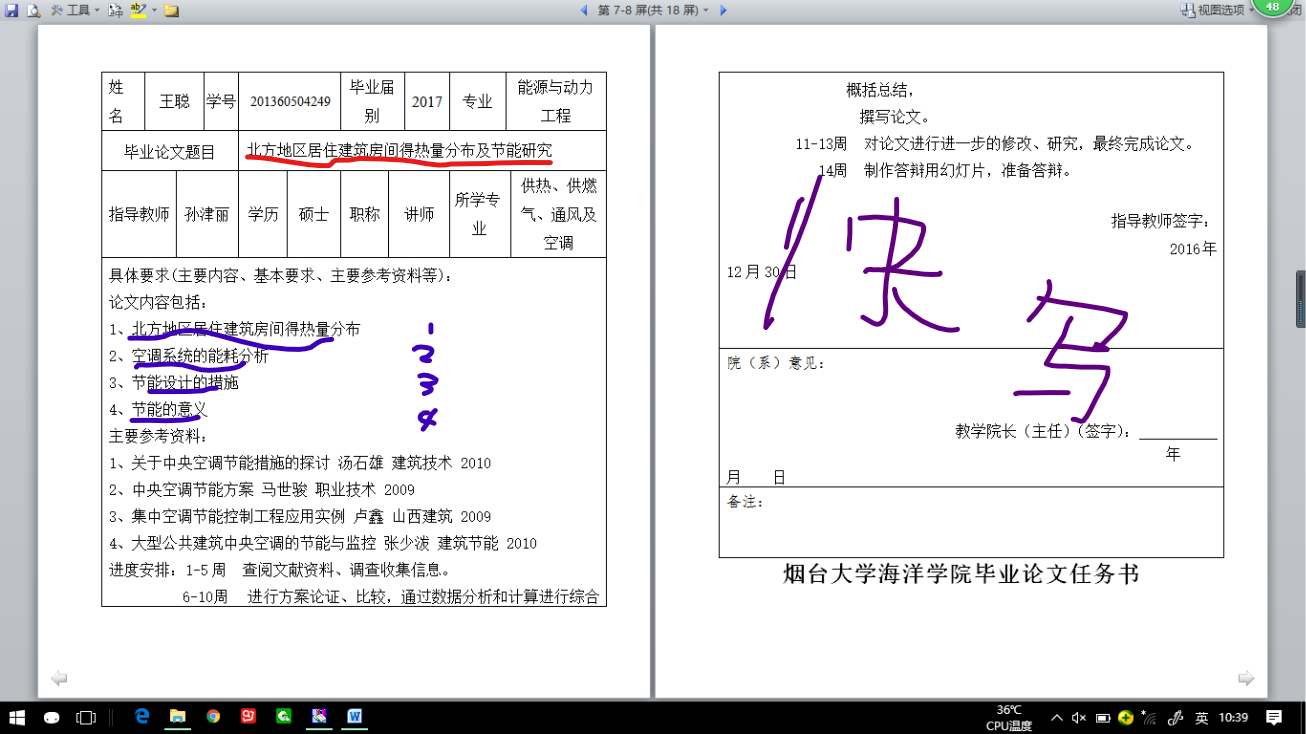 工具
第 7-8 屏(共 18 屏)
视图选项
48
闭
姓名 王聪 学号 201360504249 毕业届别 2017 专业 能源与动力工程
毕业论文题目 北方地区居住建筑房间得热量分布及节能研究
指导教师 孙津丽 学历 硕士 职称 讲师 所学专业 供热、供燃气、通风及空调
具体要求(主要内容、基本要求、主要参考资料等):
论文内容包括:
1、北方地区居住建筑房间得热量分布 1
2、空调系统的能耗分析 2
3、节能设计的措施 3
4、节能的意义 4
主要参考资料:
1、关于中央空调节能措施的探讨 汤石雄 建筑技术 2010
2、中央空调节能方案 马世骏 职业技术 2009
3、集中空调节能控制工程应用实例 卢鑫 山西建筑 2009
4、大型公共建筑中央空调的节能与监控 张少泼 建筑节能 2010
进度安排:1-5 周 查阅文献资料、调查收集信息。
6-10周 进行方案论证、比较，通过数据分析和计算进行综合
概括总结，
撰写论文。
11-13周 对论文进行进一步的修改、研究，最终完成论文。
14周 制作答辩用幻灯片，准备答辩。
指导教师签字:
2016年
12 月 30 日
快
写
院（系）意见:
教学院长（主任）（签字）:
年
月 日
备注:
烟台大学海洋学院毕业论文任务书
36℃
CPU温度
英
10:39